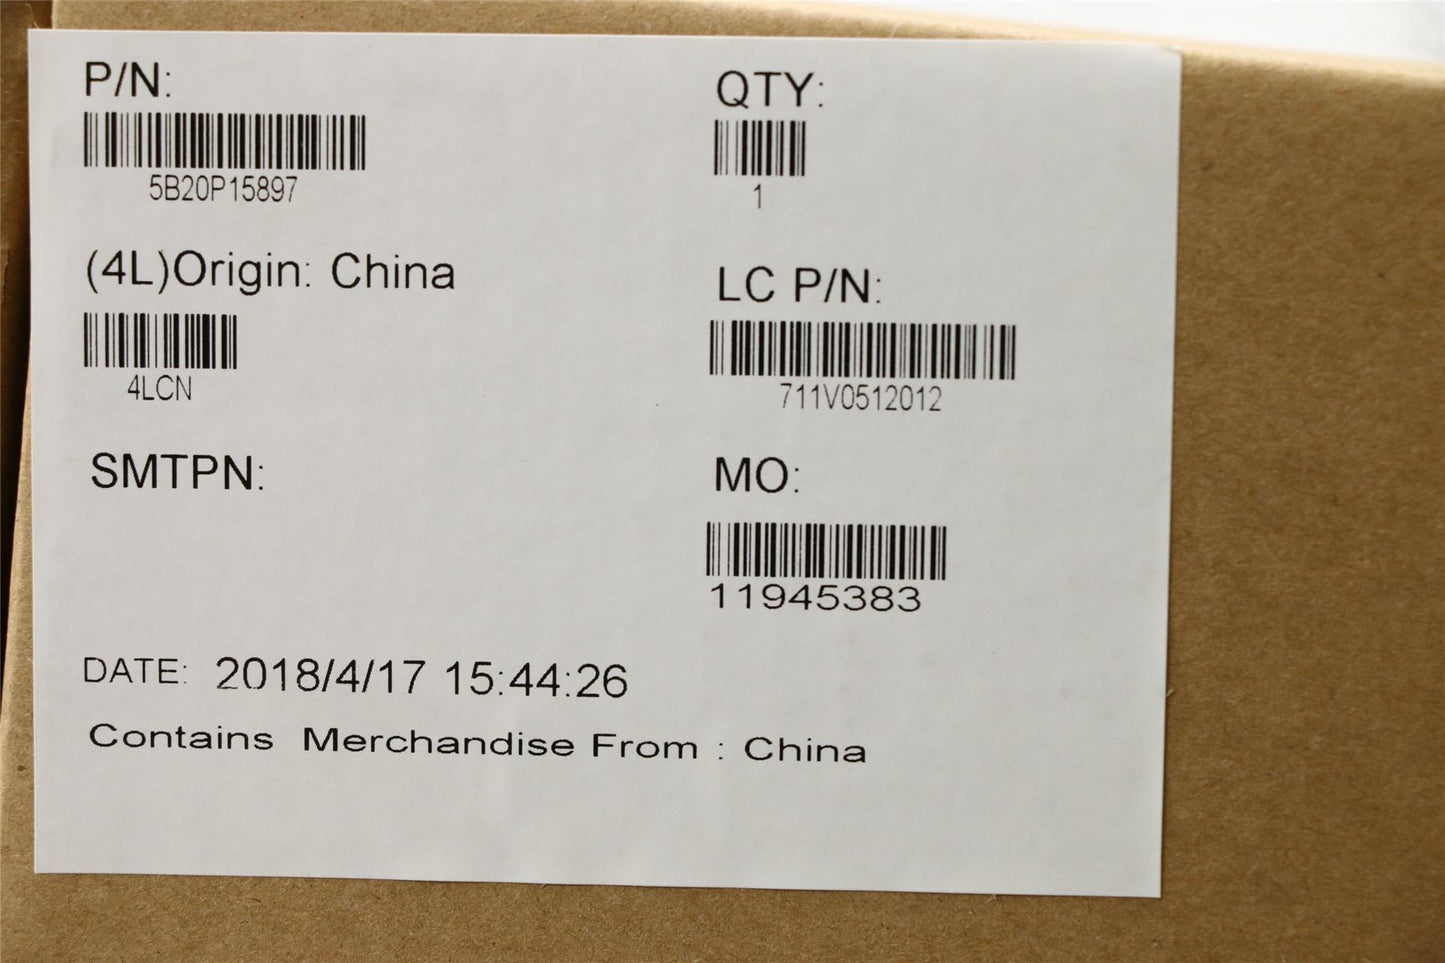 P/N:
5B20P15897
QTY:
1
(4L)Origin: China
4LCN
LC P/N:
711V0512012
SMTPN:
MO:
11945383
DATE: 2018/4/17 15:44:26
Contains Merchandise From : China